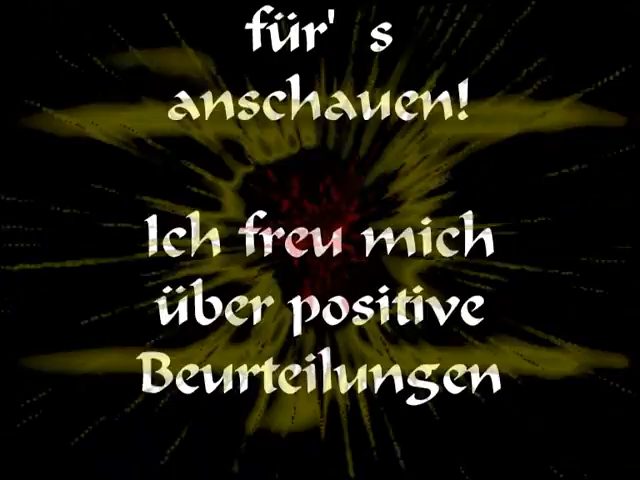 für' s
anschauen!
Ich freu mich
über positive
Beurteilungen